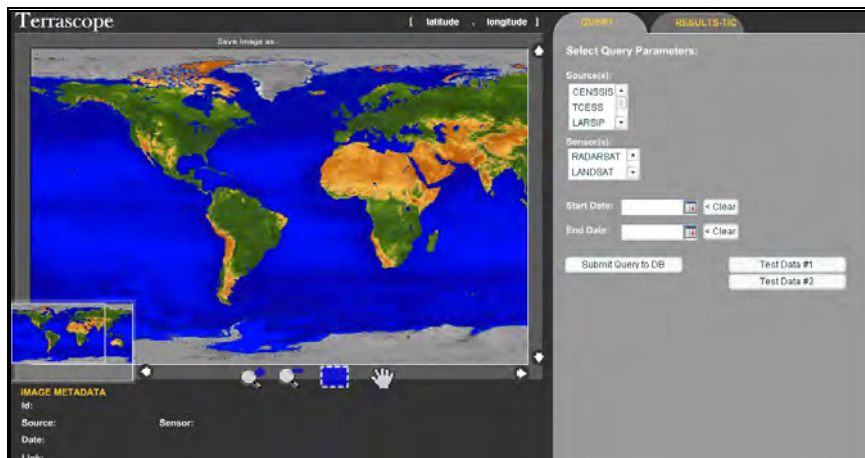 Terrascope
[ latitude , longitude ]
Save Image as...
QUERY
RESULTS-TIC
Select Query Parameters:
Source(s):
CENSSIS
TCESS
LARSIP
Sensor(s):
RADARSAT
LANDSAT
Start Date:
< Clear
End Date:
< Clear
Submit Query to DB
Test Data #1
Test Data #2
IMAGE METADATA
Id:
Source:
Sensor:
Date:
Link: